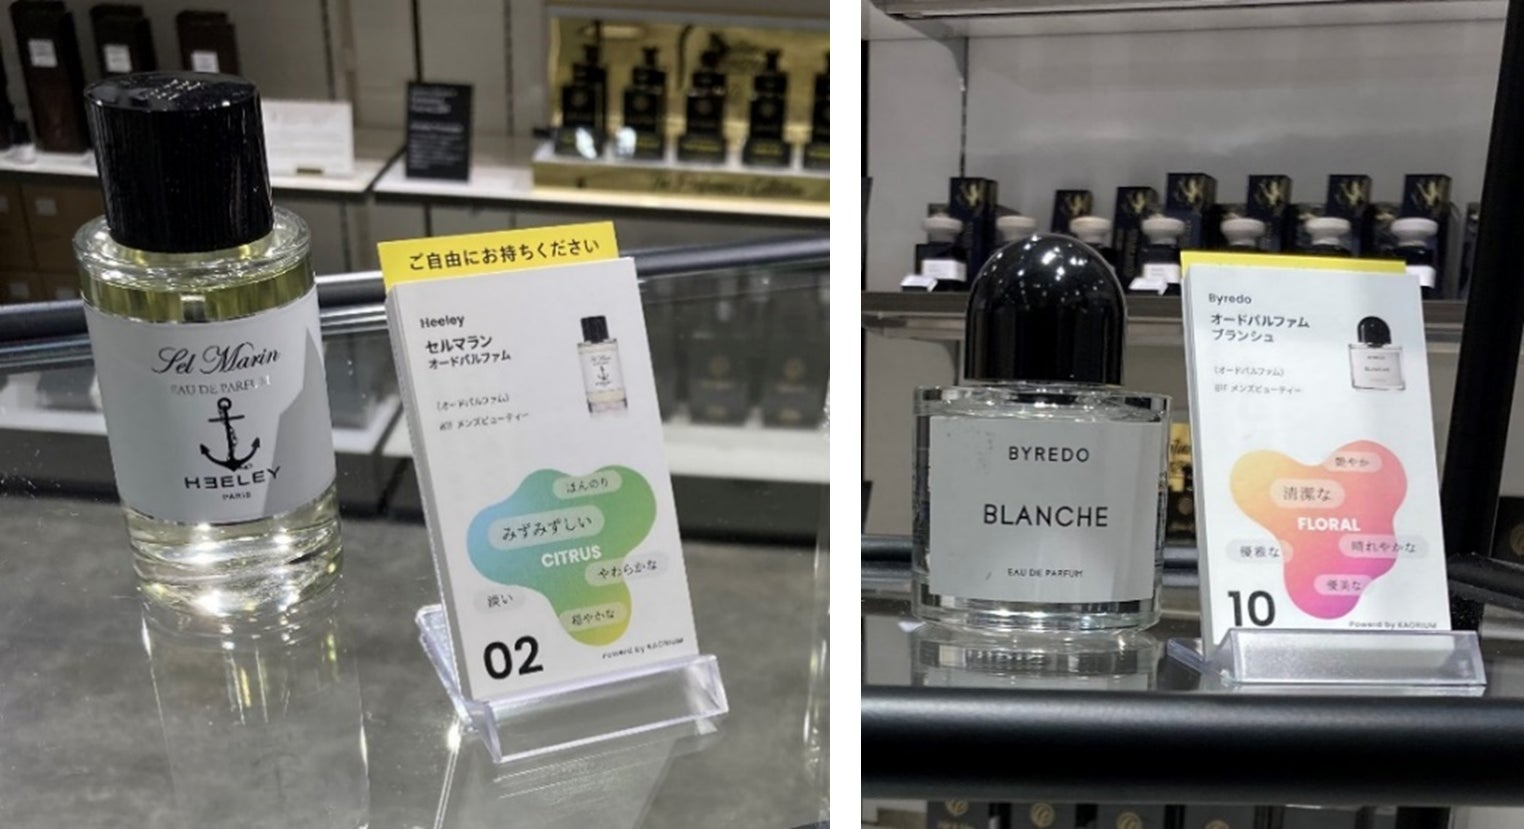 Sel Marin
EAU DE PARFUM
HEELEY
PARIS
ご自由にお持ちください
Heeley
セルマラン
オードパルファム
(オードパルファム)
メンズビューティー
ほんのり
みずみずしい
CITRUS
やわらかな
淡い
穏やかな
02
Powerd by KAORIUM
BYREDO
BLANCHE
EAU DE PARFUM
Byredo
オードパルファム
ブランシュ
BYREDO
BLANCHE
(オードパルファム)
メンズビューティー
艶やか
清潔な
FLORAL
優雅な
晴れやかな
優美な
10
Powerd by KAORIUM